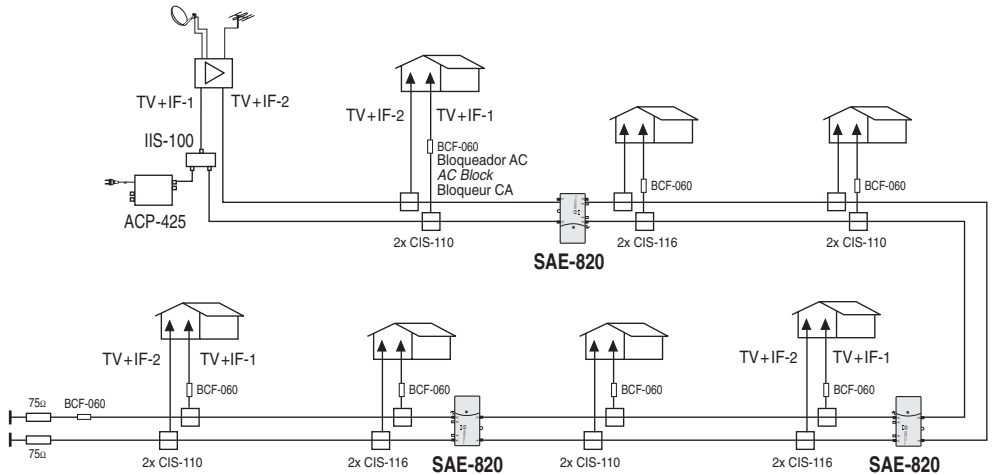 TV+IF-1
TV+IF-2
IIS-100
ACP-425
TV+IF-2
TV+IF-1
BCF-060
Bloqueador AC
AC Block
Bloqueur CA
2x CIS-110
SAE-820
BCF-060
2x CIS-116
BCF-060
2x CIS-110
TV+IF-2
TV+IF-1
BCF-060
75Ω
BCF-060
75Ω
2x CIS-110
BCF-060
2x CIS-116
SAE-820
BCF-060
2x CIS-110
TV+IF-2
TV+IF-1
BCF-060
2x CIS-116
SAE-820